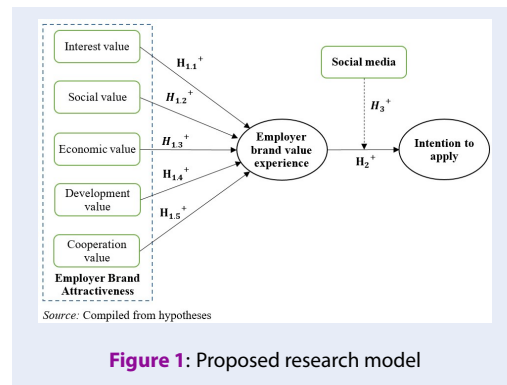 Interest value
Social value
Economic value
Development
value
Cooperation
value
Employer Brand
Attractiveness
H1.1+
H1.2+
H1.3+
H1.4+
H1.5+
Employer
brand value
experience
Social media
H3+
H2+
Intention to
apply
Source: Compiled from hypotheses
Figure 1: Proposed research model